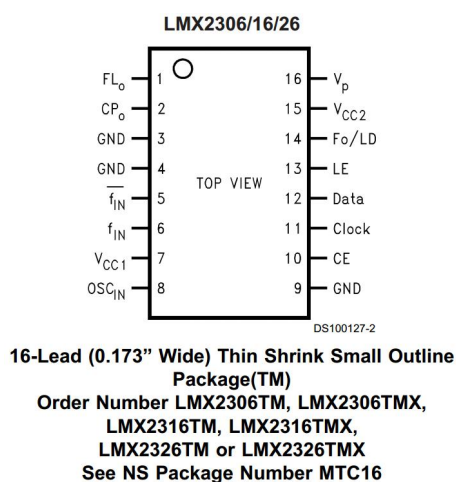 LMX2306/16/26
FLo 1 16 Vp
CPo 2 15 VCC2
GND 3 14 Fo/LD
GND 4 13 LE
TOP VIEW
f̅I̅N̅ 5 12 Data
fIN 6 11 Clock
VCC1 7 10 CE
OSCIN 8 9 GND
DS100127-2
16-Lead (0.173” Wide) Thin Shrink Small Outline
Package(TM)
Order Number LMX2306TM, LMX2306TMX,
LMX2316TM, LMX2316TMX,
LMX2326TM or LMX2326TMX
See NS Package Number MTC16